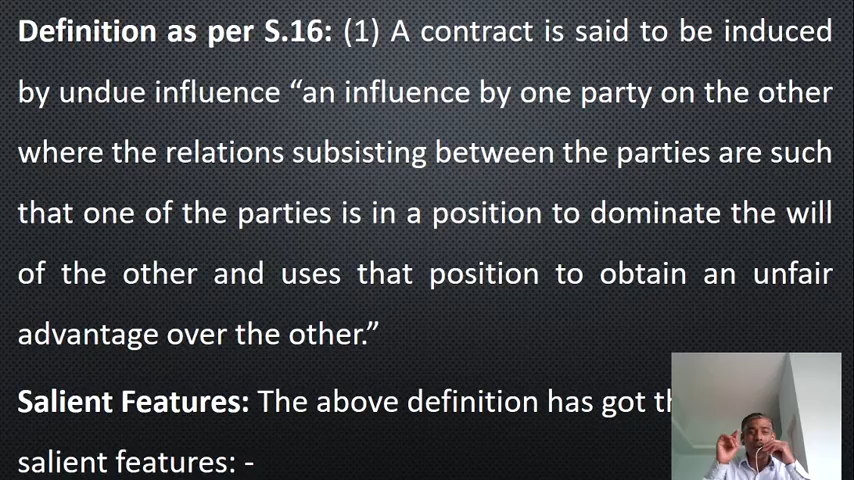 Definition as per S.16: (1) A contract is said to be induced
by undue influence “an influence by one party on the other
where the relations subsisting between the parties are such
that one of the parties is in a position to dominate the will
of the other and uses that position to obtain an unfair
advantage over the other.”
Salient Features: The above definition has got
salient features: -